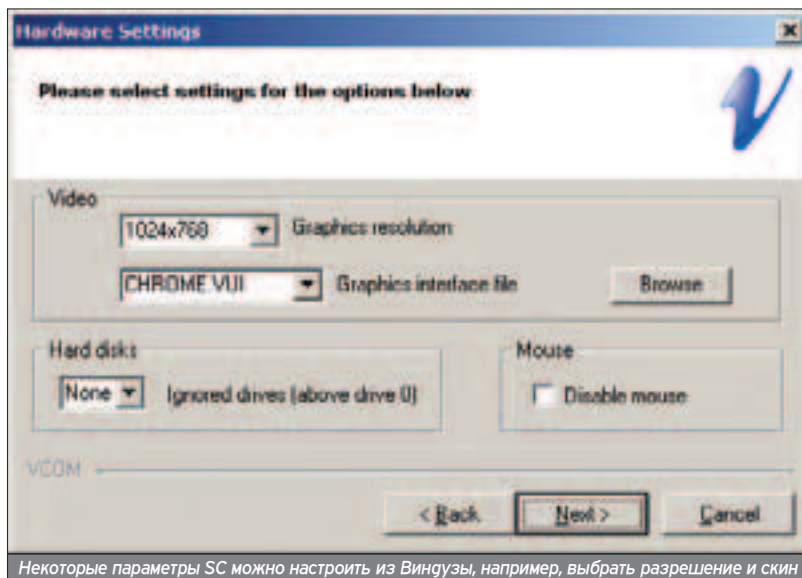 Hardware Settings
Please select settings for the options below
Video
1024x768 Graphics resolution
CHROME VUI Graphics interface file Browse
Hard disks
Mouse
None Ignored drives (above drive 0)
Disable mouse
VCOM
< Back
Next >
Cancel
Некоторые параметры SC можно настроить из Виндузы, например, выбрать разрешение и скин